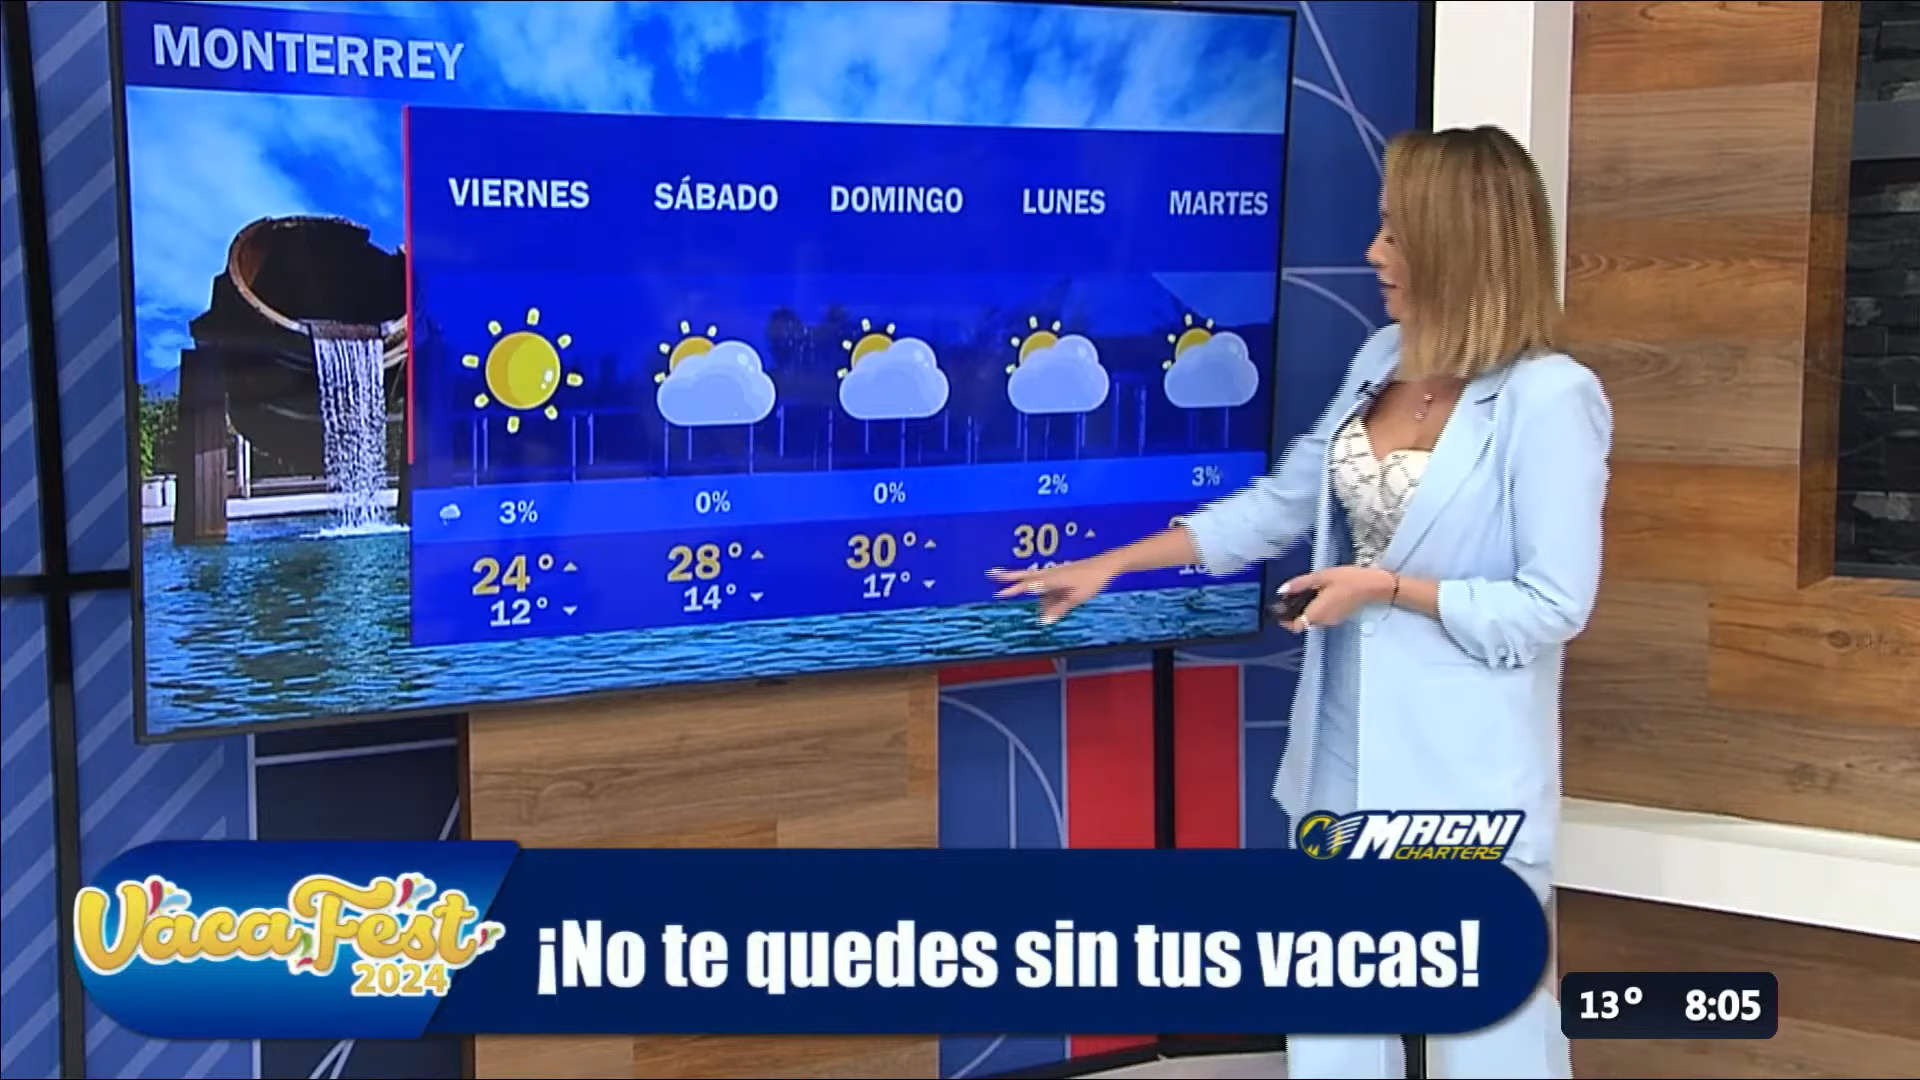 MONTERREY
VIERNES SÁBADO DOMINGO LUNES MARTES
3% 0% 0% 2% 3%
24° 28° 30° 30°
12° 14° 17°
MAGNI
CHARTERS
VacaFest
2024
¡No te quedes sin tus vacas!
13° 8:05